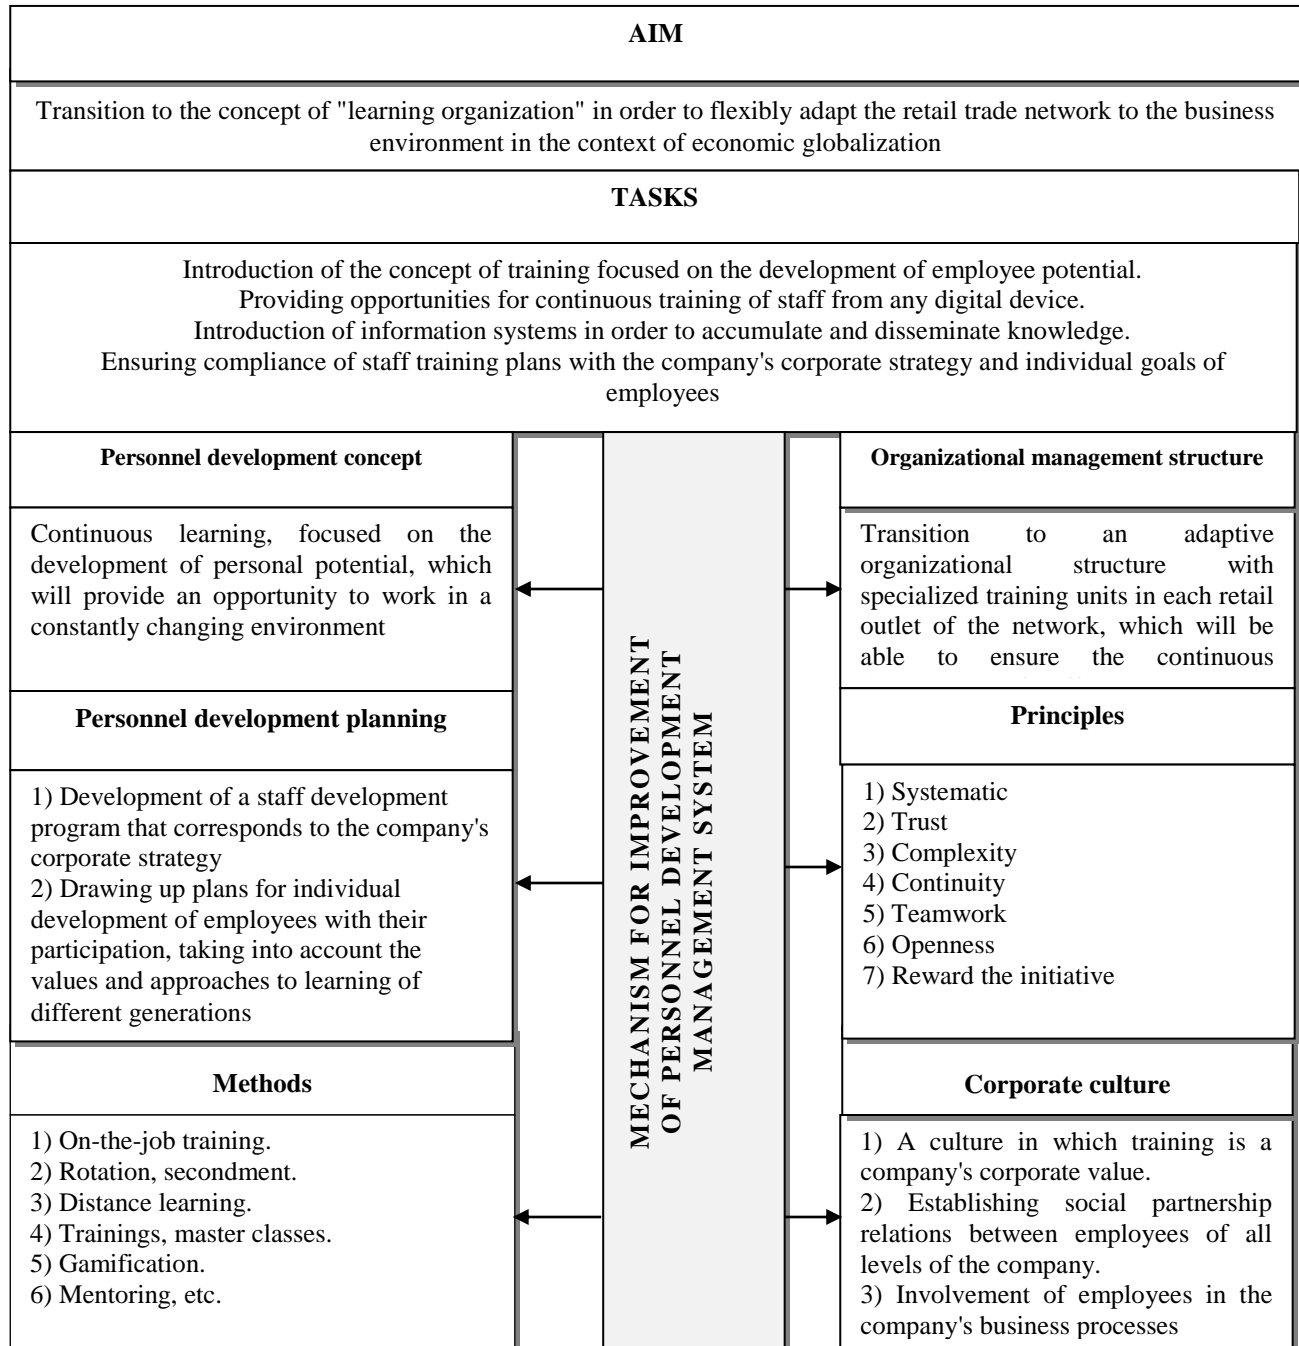 AIM
Transition to the concept of "learning organization" in order to flexibly adapt the retail trade network to the business
environment in the context of economic globalization
TASKS
Introduction of the concept of training focused on the development of employee potential.
Providing opportunities for continuous training of staff from any digital device.
Introduction of information systems in order to accumulate and disseminate knowledge.
Ensuring compliance of staff training plans with the company's corporate strategy and individual goals of
employees
Personnel development concept
Continuous learning, focused on the
development of personal potential, which
will provide an opportunity to work in a
constantly changing environment
Personnel development planning
1) Development of a staff development
program that corresponds to the company's
corporate strategy
2) Drawing up plans for individual
development of employees with their
participation, taking into account the
values and approaches to learning of
different generations
Methods
1) On-the-job training.
2) Rotation, secondment.
3) Distance learning.
4) Trainings, master classes.
5) Gamification.
6) Mentoring, etc.
MECHANISM FOR IMPROVEMENT
OF PERSONNEL DEVELOPMENT
MANAGEMENT SYSTEM
Organizational management structure
Transition to an adaptive
organizational structure with
specialized training units in each retail
outlet of the network, which will be
able to ensure the continuous
Principles
1) Systematic
2) Trust
3) Complexity
4) Continuity
5) Teamwork
6) Openness
7) Reward the initiative
Corporate culture
1) A culture in which training is a
company's corporate value.
2) Establishing social partnership
relations between employees of all
levels of the company.
3) Involvement of employees in the
company's business processes